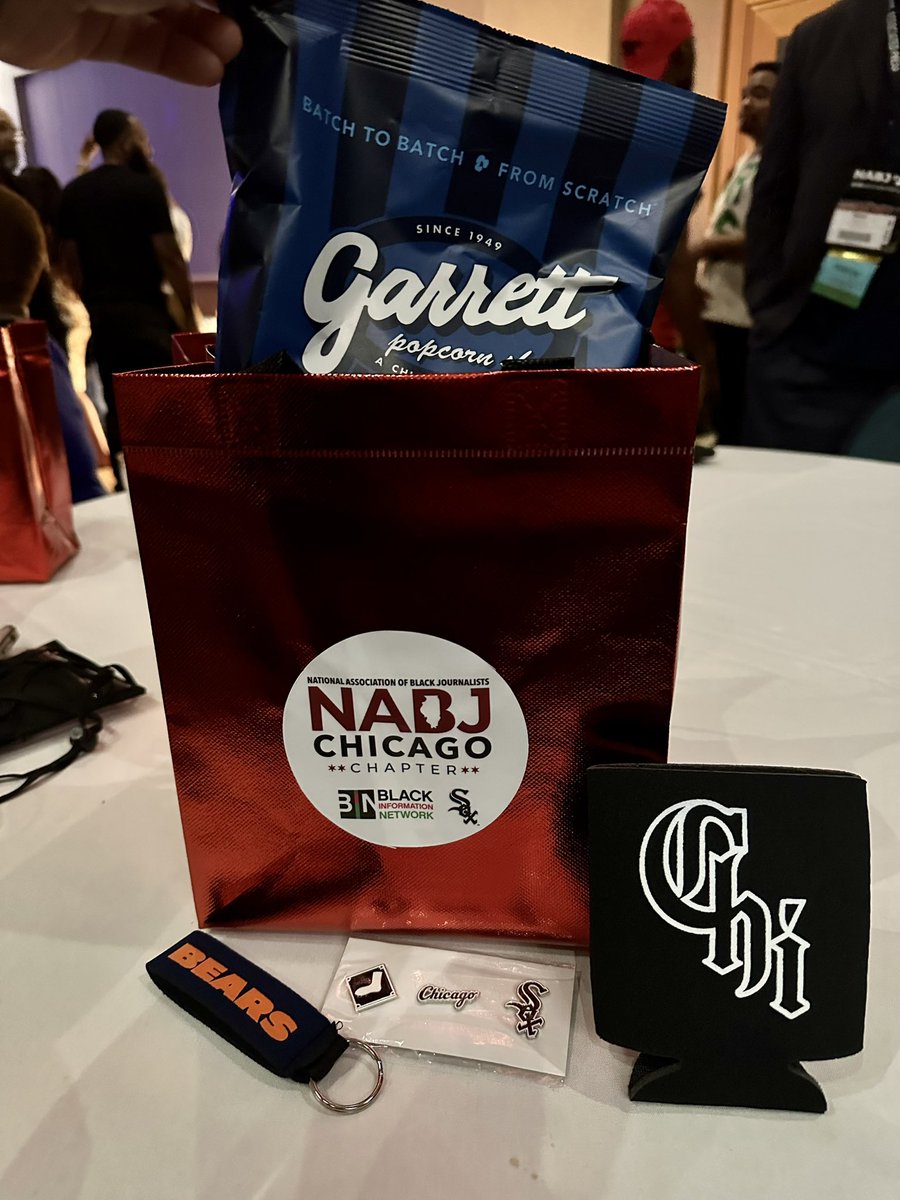 BATCH TO BATCH FROM SCRATCH
SINCE 1949
Garrett
popcorn
NABJ
NATIONAL ASSOCIATION OF BLACK JOURNALISTS
NABJ
CHICAGO
CHAPTER
BIN BLACK
INFORMATION
NETWORK
Sox
BEARS
Chicago
Sox
Chi